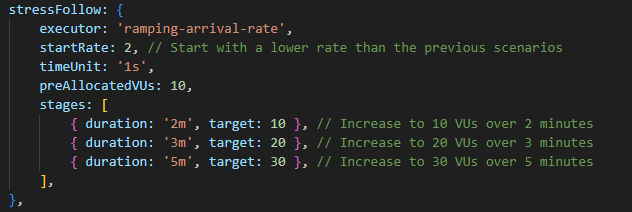 stressFollow: {
    executor: 'ramping-arrival-rate',
    startRate: 2, // Start with a lower rate than the previous scenarios
    timeUnit: '1s',
    preAllocatedVUs: 10,
    stages: [
        { duration: '2m', target: 10 }, // Increase to 10 VUs over 2 minutes
        { duration: '3m', target: 20 }, // Increase to 20 VUs over 3 minutes
        { duration: '5m', target: 30 }, // Increase to 30 VUs over 5 minutes
    ],
},